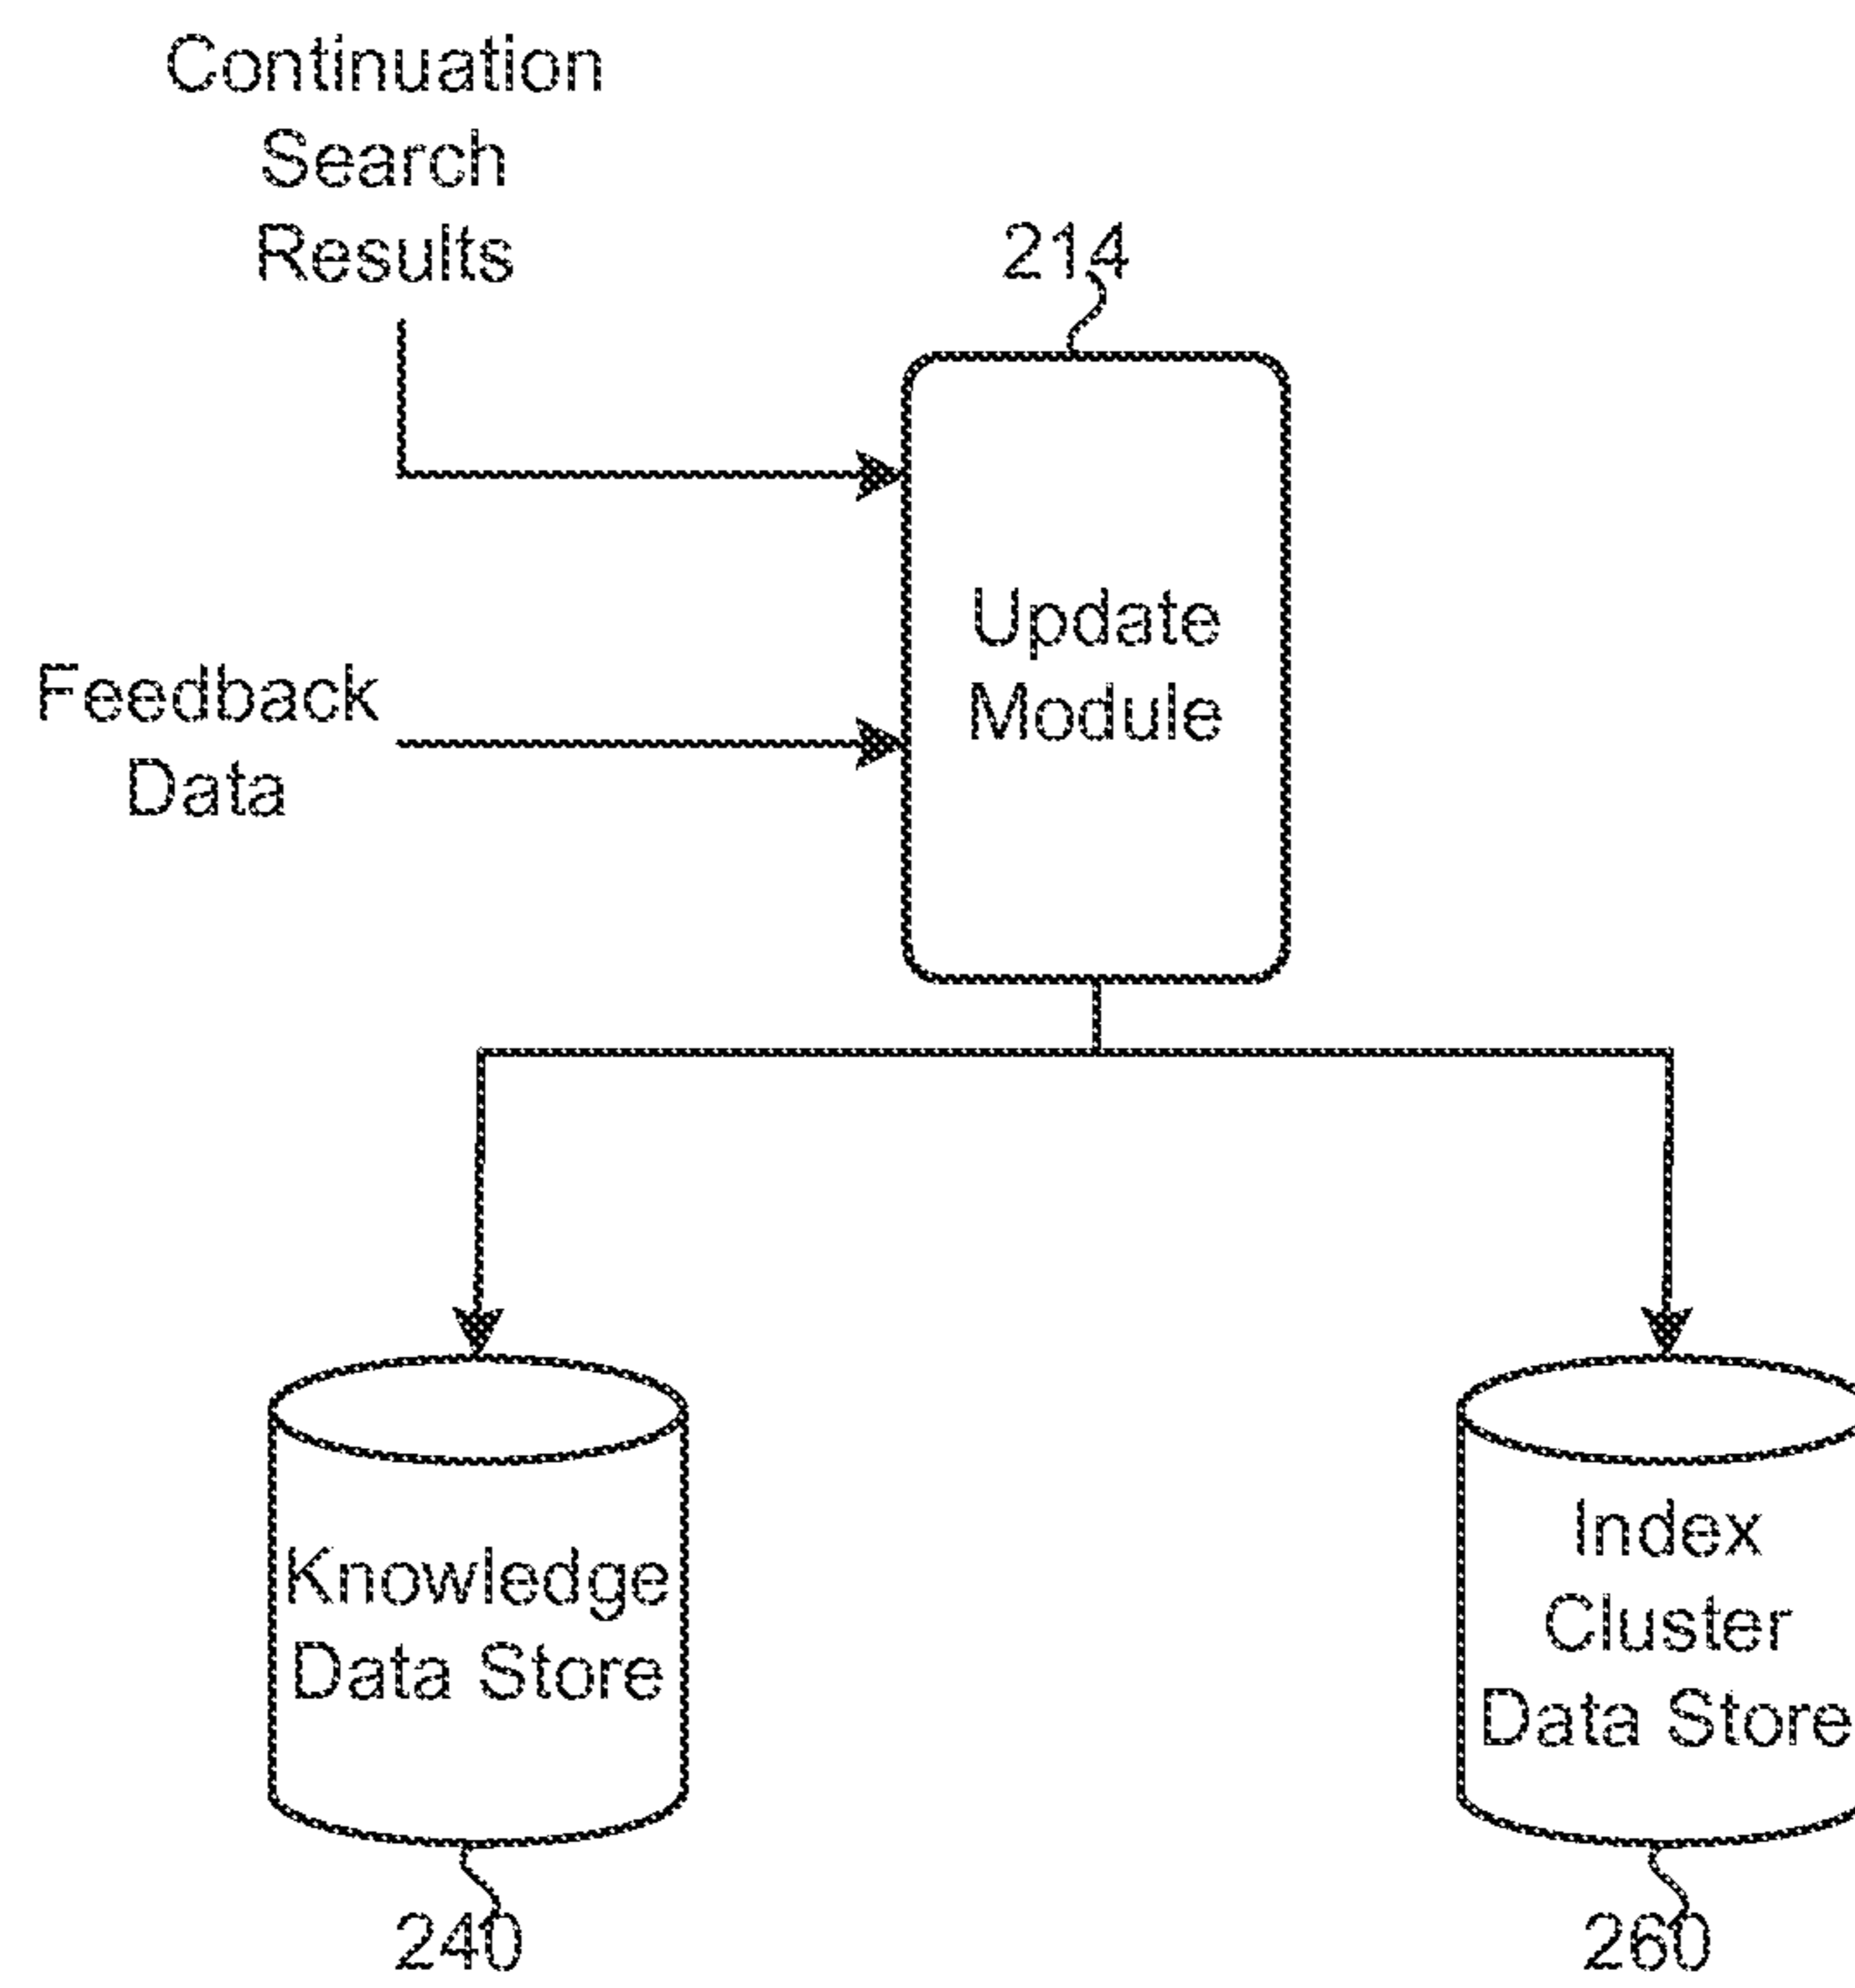 Continuation
Search
Results
214
Update
Module
Feedback
Data
Knowledge
Data Store
Index
Cluster
Data Store
240
260